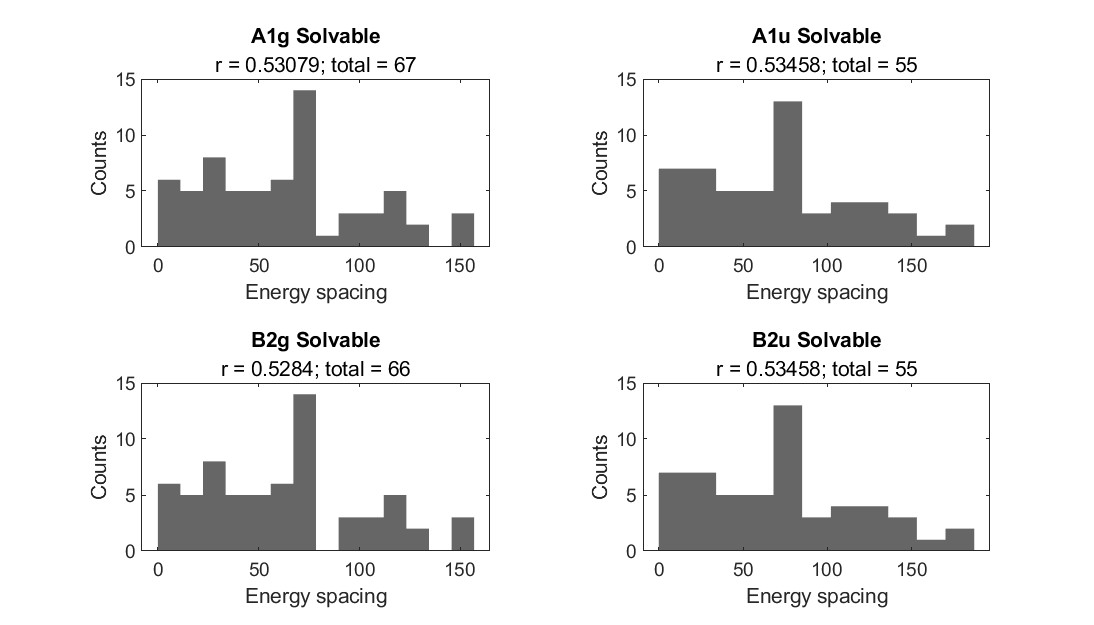 A1g Solvable
r = 0.53079; total = 67
15
10
5
0
Counts
0 50 100 150
Energy spacing
A1u Solvable
r = 0.53458; total = 55
15
10
5
0
Counts
0 50 100 150
Energy spacing
B2g Solvable
r = 0.5284; total = 66
15
10
5
0
Counts
0 50 100 150
Energy spacing
B2u Solvable
r = 0.53458; total = 55
15
10
5
0
Counts
0 50 100 150
Energy spacing